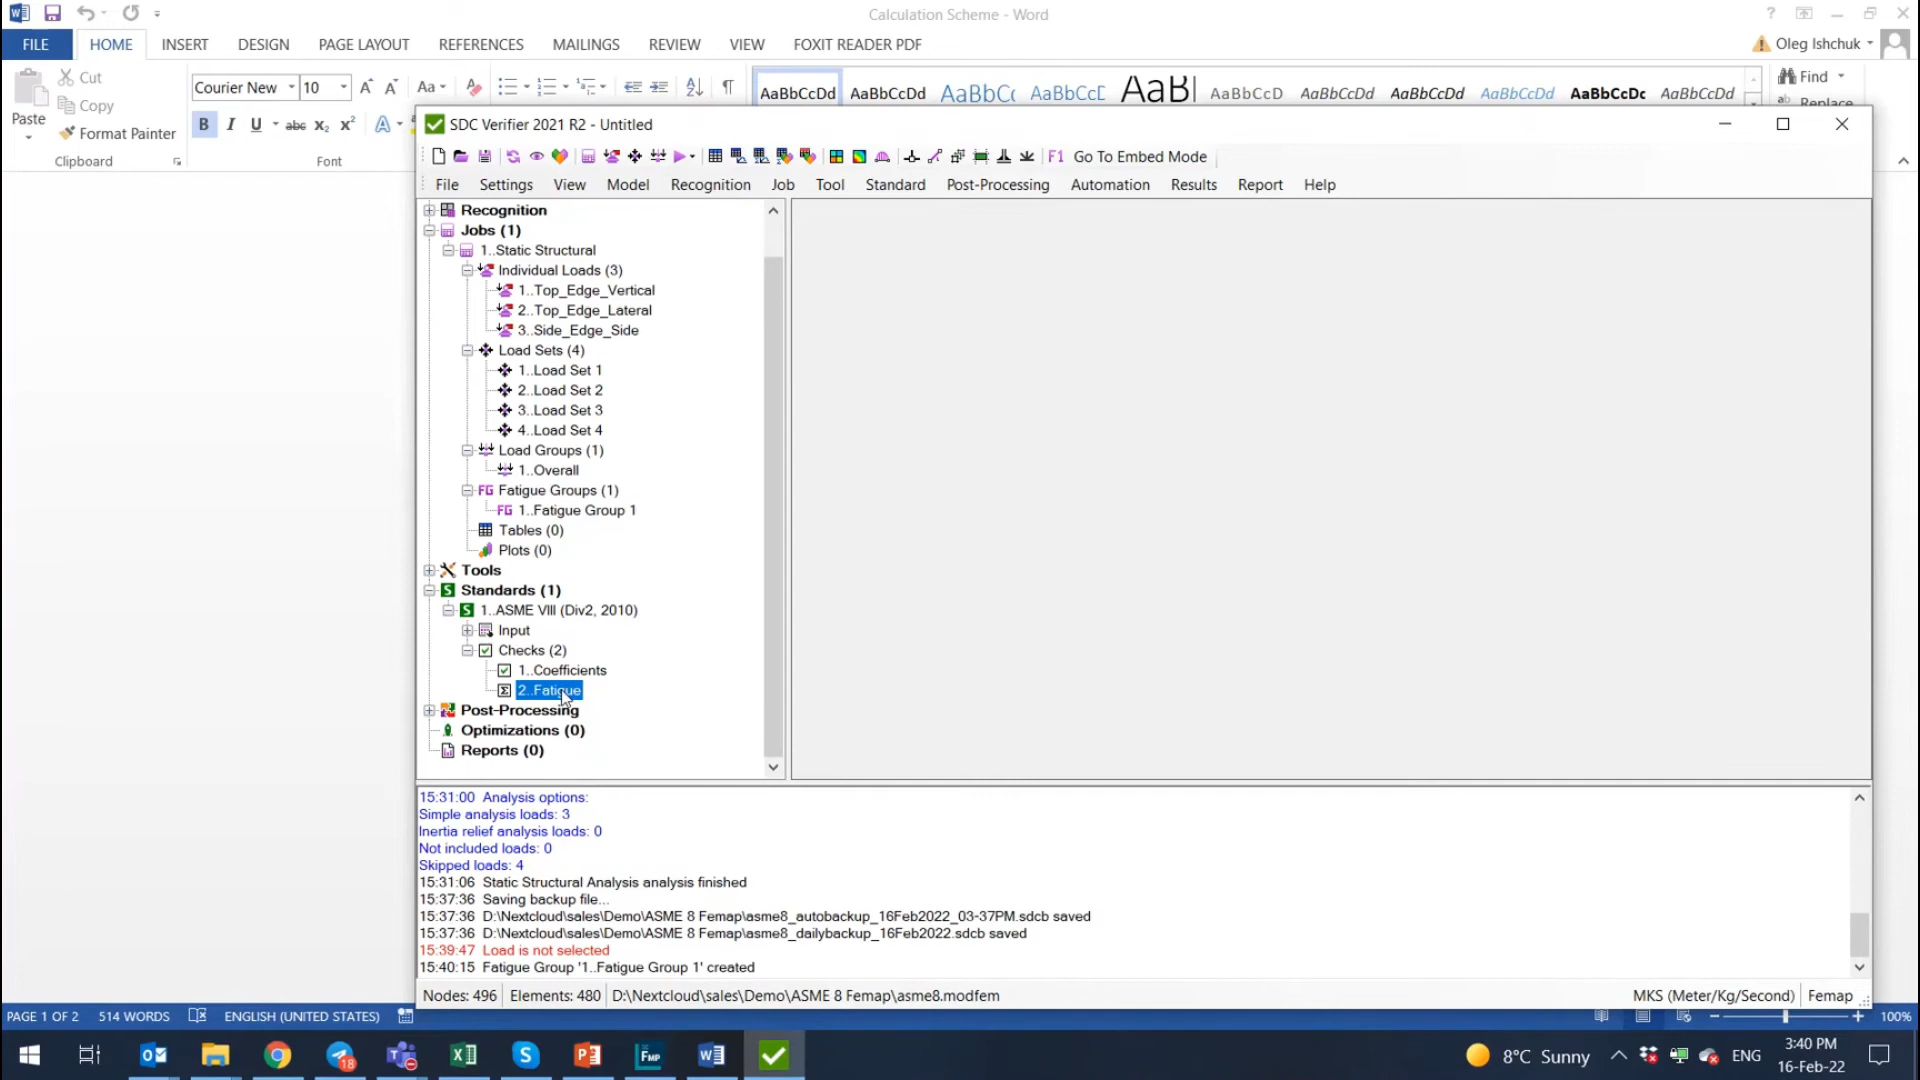 Calculation Scheme - Word
FILE
HOME
INSERT
DESIGN
PAGE LAYOUT
REFERENCES
MAILINGS
REVIEW
VIEW
FOXIT READER PDF
Oleg Ishchuk
Paste
Cut
Copy
Format Painter
Clipboard
Courier New
10
Aa
B I U abc x₂ x² A
Font
AaBbCcDd
AaBbCcDd
AaBbC
AaBbCcD
AaB
AaBbCcD
AaBbCcDd
AaBbCcDd
AaBbCcDd
AaBbCcDc
AaBbCcDd
Find
SDC Verifier 2021 R2 - Untitled
F1 Go To Embed Mode
File Settings View Model Recognition Job Tool Standard Post-Processing Automation Results Report Help
Recognition
Jobs (1)
1..Static Structural
Individual Loads (3)
1..Top_Edge_Vertical
2..Top_Edge_Lateral
3..Side_Edge_Side
Load Sets (4)
1..Load Set 1
2..Load Set 2
3..Load Set 3
4..Load Set 4
Load Groups (1)
1..Overall
FG Fatigue Groups (1)
FG 1..Fatigue Group 1
Tables (0)
Plots (0)
Tools
Standards (1)
1..ASME VIII (Div2, 2010)
Input
Checks (2)
1..Coefficients
2..Fatigue
Post-Processing
Optimizations (0)
Reports (0)
15:31:00 Analysis options:
Simple analysis loads: 3
Inertia relief analysis loads: 0
Not included loads: 0
Skipped loads: 4
15:31:06 Static Structural Analysis analysis finished
15:37:36 Saving backup file...
15:37:36 D:\Nextcloud\sales\Demo\ASME 8 Femap\asme8_autobackup_16Feb2022_03-37PM.sdcb saved
15:37:36 D:\Nextcloud\sales\Demo\ASME 8 Femap\asme8_dailybackup_16Feb2022.sdcb saved
15:39:47 Load is not selected
15:40:15 Fatigue Group '1..Fatigue Group 1' created
Nodes: 496 Elements: 480 D:\Nextcloud\sales\Demo\ASME 8 Femap\asme8.modfem
MKS (Meter/Kg/Second) Femap
PAGE 1 OF 2 514 WORDS ENGLISH (UNITED STATES)
100%
18
FMP
8°C Sunny
ENG
3:40 PM
16-Feb-22